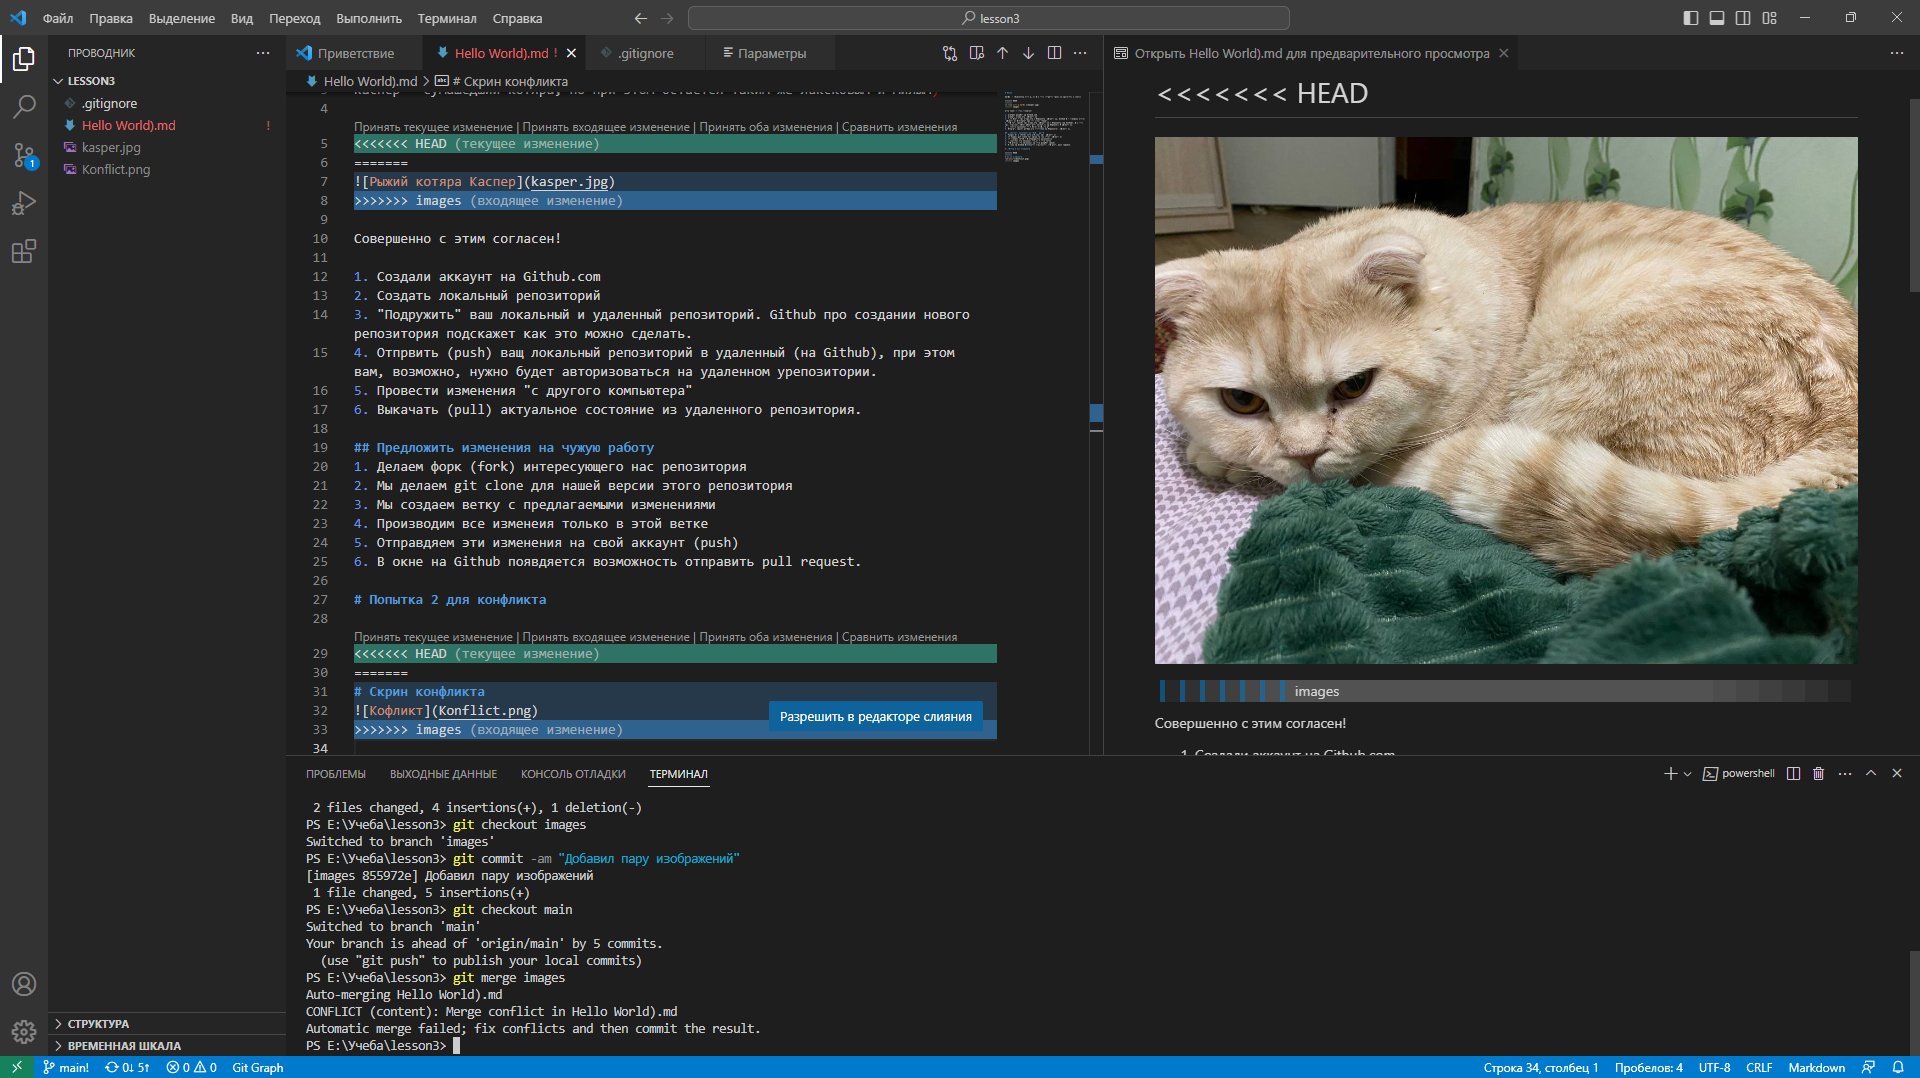 Файл Правка Выделение Вид Переход Выполнить Терминал Справка
lesson3
ПРОВОДНИК
LESSON3
.gitignore
Hello World).md !
kasper.jpg
Konflict.png
1
СТРУКТУРА
ВРЕМЕННАЯ ШКАЛА
Приветствие
Hello World).md !
.gitignore
Параметры
Hello World).md > # Скрин конфликта
4
Принять текущее изменение | Принять входящее изменение | Принять оба изменения | Сравнить изменения
5 <<<<<<< HEAD (текущее изменение)
6 =======
7 ![Рыжий котяра Каспер](kasper.jpg)
8 >>>>>>> images (входящее изменение)
9
10 Совершенно с этим согласен!
11
12 1. Создали аккаунт на Github.com
13 2. Создать локальный репозиторий
14 3. "Подружить" ваш локальный и удаленный репозиторий. Github про создании нового
репозитория подскажет как это можно сделать.
15 4. Отпрвить (push) ващ локальный репозиторий в удаленный (на Github), при этом
вам, возможно, нужно будет авторизоваться на удаленном урепозитории.
16 5. Провести изменения "с другого компьютера"
17 6. Выкачать (pull) актуальное состояние из удаленного репозитория.
18
19 ## Предложить изменения на чужую работу
20 1. Делаем форк (fork) интересующего нас репозитория
21 2. Мы делаем git clone для нашей версии этого репозитория
22 3. Мы создаем ветку с предлагаемыми изменениями
23 4. Производим все изменеия только в этой ветке
24 5. Отправдяем эти изменения на свой аккаунт (push)
25 6. В окне на Github появдяется возможность отправить pull request.
26
27 # Попытка 2 для конфликта
28
Принять текущее изменение | Принять входящее изменение | Принять оба изменения | Сравнить изменения
29 <<<<<<< HEAD (текущее изменение)
30 =======
31 # Скрин конфликта
32 ![Кофликт](Konflict.png)
33 >>>>>>> images (входящее изменение)
34
Разрешить в редакторе слияния
Открыть Hello World).md для предварительного просмотра
<<<<<<< HEAD
images
Совершенно с этим согласен!
1. Создали аккаунт на Github.com
ПРОБЛЕМЫ ВЫХОДНЫЕ ДАННЫЕ КОНСОЛЬ ОТЛАДКИ ТЕРМИНАЛ
powershell
2 files changed, 4 insertions(+), 1 deletion(-)
PS E:\Учеба\lesson3> git checkout images
Switched to branch 'images'
PS E:\Учеба\lesson3> git commit -am "Добавил пару изображений"
[images 855972e] Добавил пару изображений
1 file changed, 5 insertions(+)
PS E:\Учеба\lesson3> git checkout main
Switched to branch 'main'
Your branch is ahead of 'origin/main' by 5 commits.
(use "git push" to publish your local commits)
PS E:\Учеба\lesson3> git merge images
Auto-merging Hello World).md
CONFLICT (content): Merge conflict in Hello World).md
Automatic merge failed; fix conflicts and then commit the result.
PS E:\Учеба\lesson3>
main! 0↓ 5↑ 0 0 Git Graph
Строка 34, столбец 1 Пробелов: 4 UTF-8 CRLF Markdown